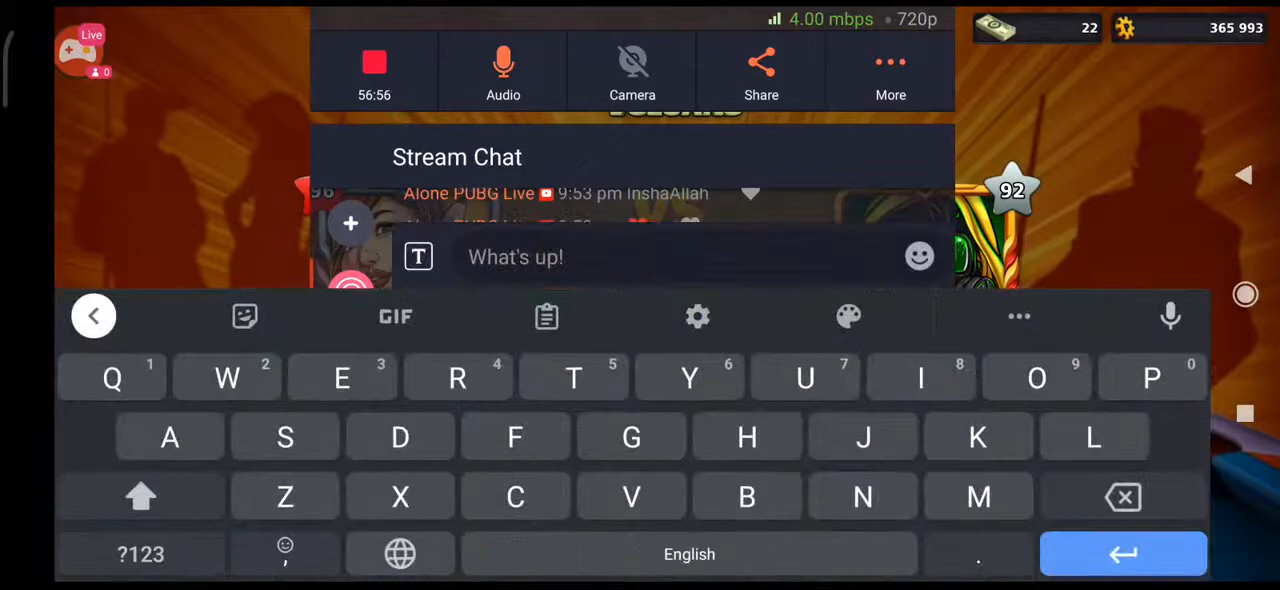 4.00 mbps • 720p
Live
0
22
365 993
56:56
Audio
Camera
Share
More
Stream Chat
96
92
Alone PUBG Live 9:53 pm InshaAllah
T
What's up!
GIF
Q 1 W 2 E 3 R 4 T 5 Y 6 U 7 I 8 O 9 P 0
A S D F G H J K L
Z X C V B N M
?123 , English .